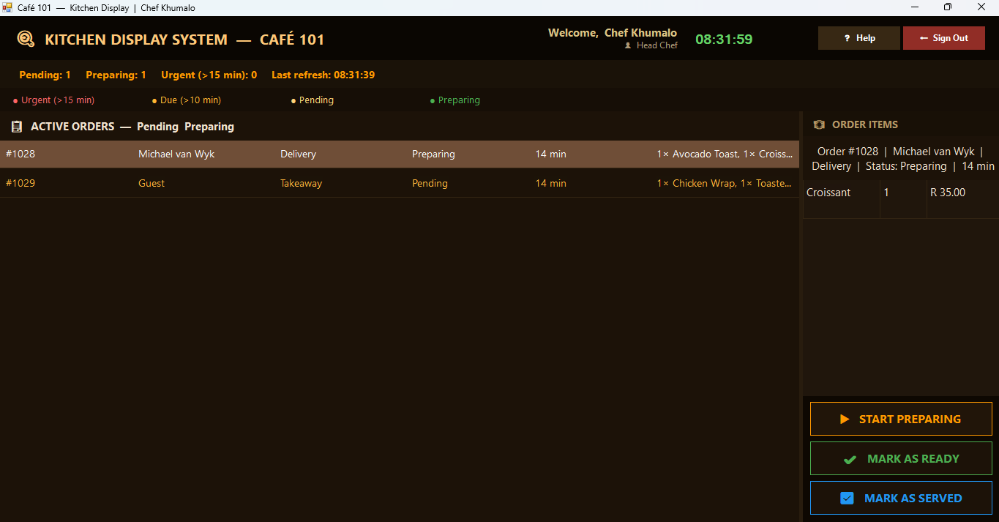 Café 101 — Kitchen Display | Chef Khumalo
KITCHEN DISPLAY SYSTEM — CAFÉ 101
Welcome, Chef Khumalo
Head Chef
08:31:59
? Help
← Sign Out
Pending: 1 Preparing: 1 Urgent (>15 min): 0 Last refresh: 08:31:39
● Urgent (>15 min) ● Due (>10 min) ● Pending ● Preparing
ACTIVE ORDERS — Pending Preparing
#1028 Michael van Wyk Delivery Preparing 14 min 1× Avocado Toast, 1× Croiss...
#1029 Guest Takeaway Pending 14 min 1× Chicken Wrap, 1× Toaste...
ORDER ITEMS
Order #1028 | Michael van Wyk |
Delivery | Status: Preparing | 14 min
Croissant 1 R 35.00
▶ START PREPARING
✔ MARK AS READY
☑ MARK AS SERVED